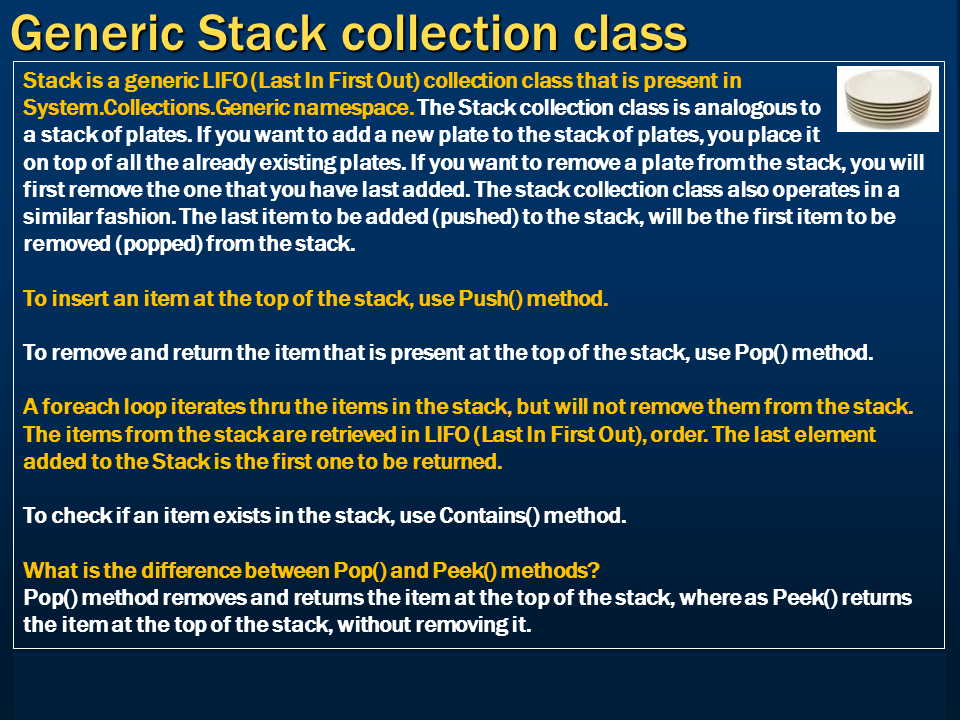 Generic Stack collection class
Stack is a generic LIFO (Last In First Out) collection class that is present in
System.Collections.Generic namespace. The Stack collection class is analogous to
a stack of plates. If you want to add a new plate to the stack of plates, you place it
on top of all the already existing plates. If you want to remove a plate from the stack, you will
first remove the one that you have last added. The stack collection class also operates in a
similar fashion. The last item to be added (pushed) to the stack, will be the first item to be
removed (popped) from the stack.
To insert an item at the top of the stack, use Push() method.
To remove and return the item that is present at the top of the stack, use Pop() method.
A foreach loop iterates thru the items in the stack, but will not remove them from the stack.
The items from the stack are retrieved in LIFO (Last In First Out), order. The last element
added to the Stack is the first one to be returned.
To check if an item exists in the stack, use Contains() method.
What is the difference between Pop() and Peek() methods?
Pop() method removes and returns the item at the top of the stack, where as Peek() returns
the item at the top of the stack, without removing it.